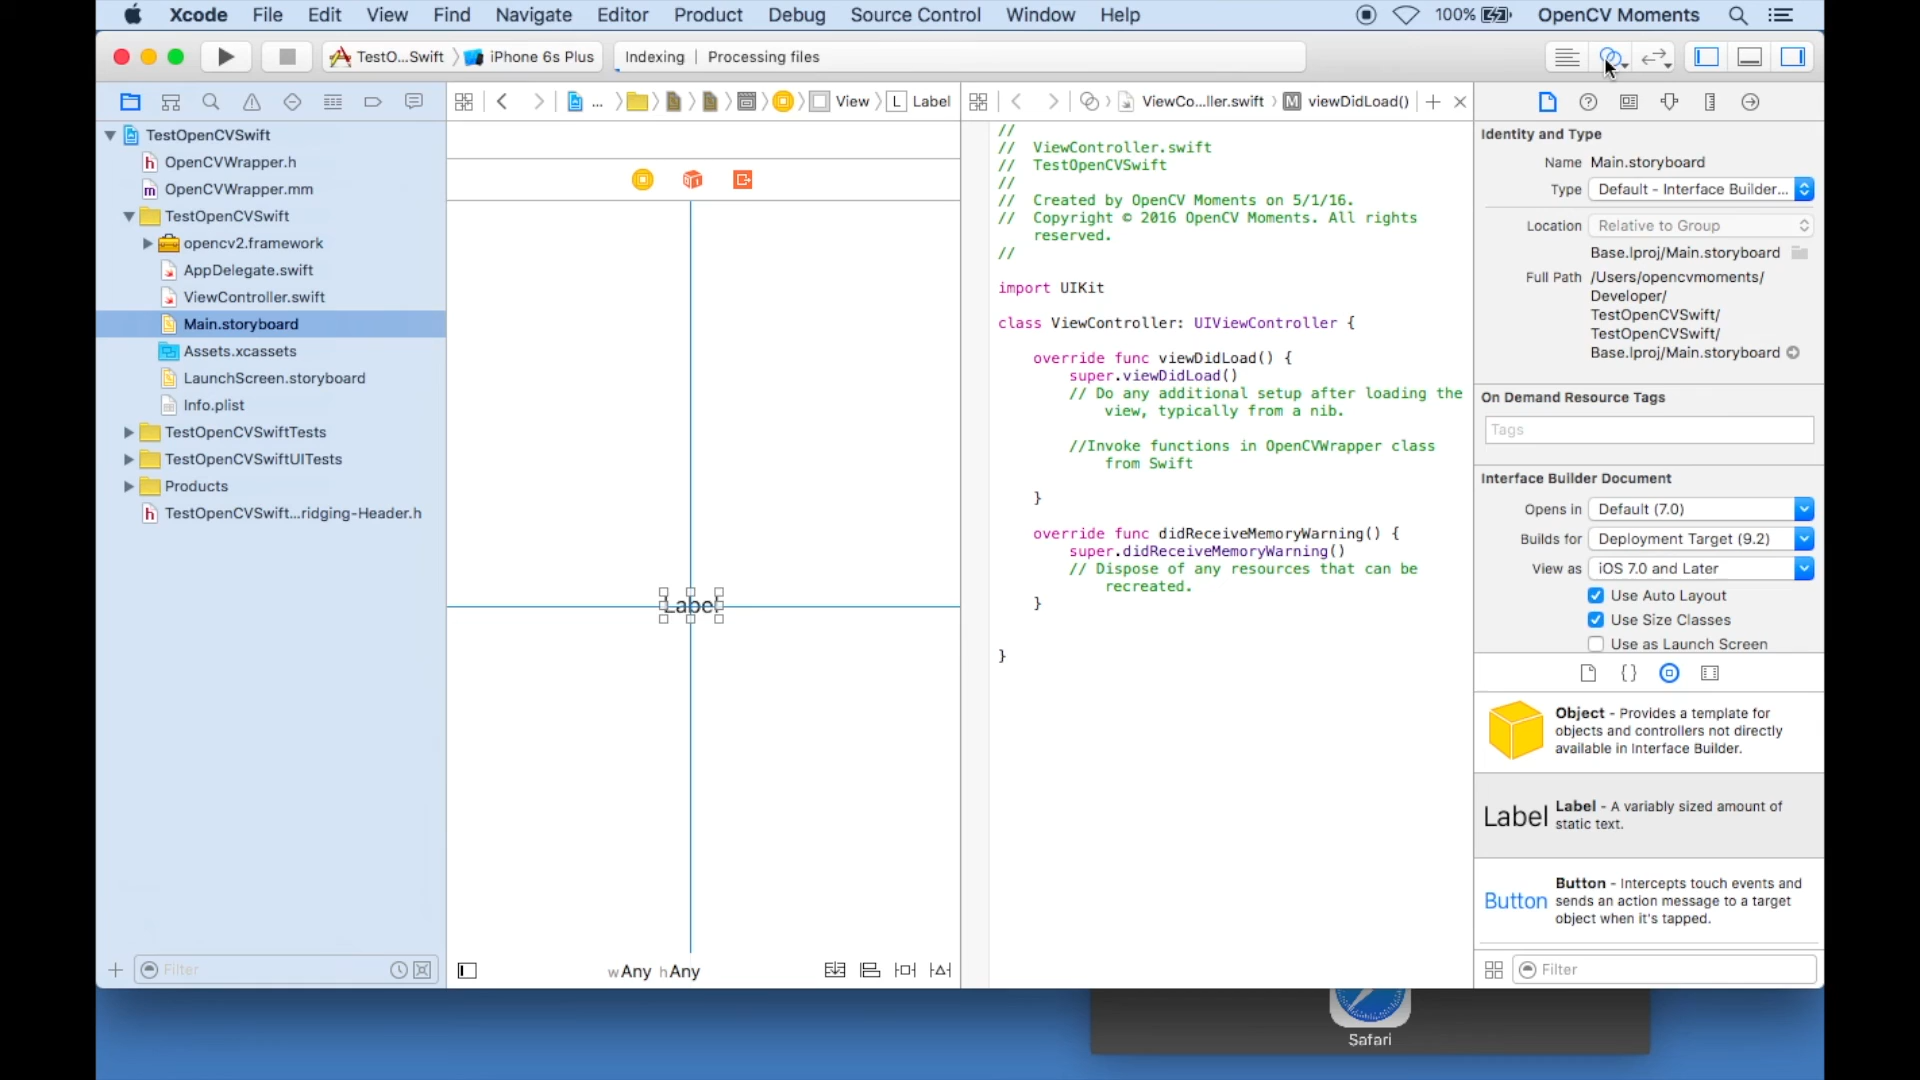 Xcode File Edit View Find Navigate Editor Product Debug Source Control Window Help 100% OpenCV Moments
TestO...Swift iPhone 6s Plus Indexing | Processing files
... View L Label
ViewCo...ller.swift M viewDidLoad()
TestOpenCVSwift
h OpenCVWrapper.h
m OpenCVWrapper.mm
TestOpenCVSwift
opencv2.framework
AppDelegate.swift
ViewController.swift
Main.storyboard
Assets.xcassets
LaunchScreen.storyboard
Info.plist
TestOpenCVSwiftTests
TestOpenCVSwiftUITests
Products
h TestOpenCVSwift...ridging-Header.h
Filter
Label
wAny hAny
//
// ViewController.swift
// TestOpenCVSwift
//
// Created by OpenCV Moments on 5/1/16.
// Copyright © 2016 OpenCV Moments. All rights
reserved.
//
import UIKit
class ViewController: UIViewController {
override func viewDidLoad() {
super.viewDidLoad()
// Do any additional setup after loading the
view, typically from a nib.
//Invoke functions in OpenCVWrapper class
from Swift
}
override func didReceiveMemoryWarning() {
super.didReceiveMemoryWarning()
// Dispose of any resources that can be
recreated.
}
}
Identity and Type
Name Main.storyboard
Type Default - Interface Builder...
Location Relative to Group
Base.lproj/Main.storyboard
Full Path /Users/opencvmoments/
Developer/
TestOpenCVSwift/
TestOpenCVSwift/
Base.lproj/Main.storyboard
On Demand Resource Tags
Tags
Interface Builder Document
Opens in Default (7.0)
Builds for Deployment Target (9.2)
View as iOS 7.0 and Later
Use Auto Layout
Use Size Classes
Use as Launch Screen
{}
Object - Provides a template for
objects and controllers not directly
available in Interface Builder.
Label Label - A variably sized amount of
static text.
Button Button - Intercepts touch events and
sends an action message to a target
object when it's tapped.
Filter
Safari